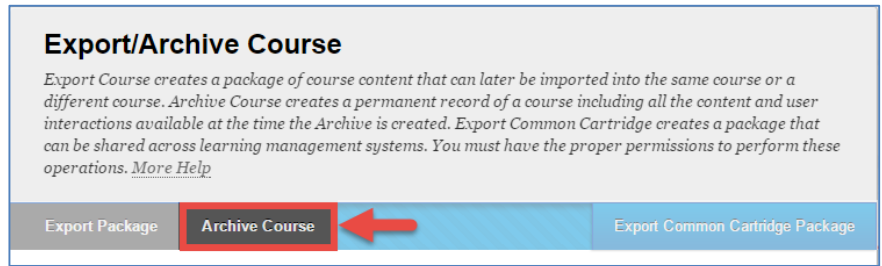 Export/Archive Course
Export Course creates a package of course content that can later be imported into the same course or a
different course. Archive Course creates a permanent record of a course including all the content and user
interactions available at the time the Archive is created. Export Common Cartridge creates a package that
can be shared across learning management systems. You must have the proper permissions to perform these
operations. More Help
Export Package Archive Course Export Common Cartridge Package